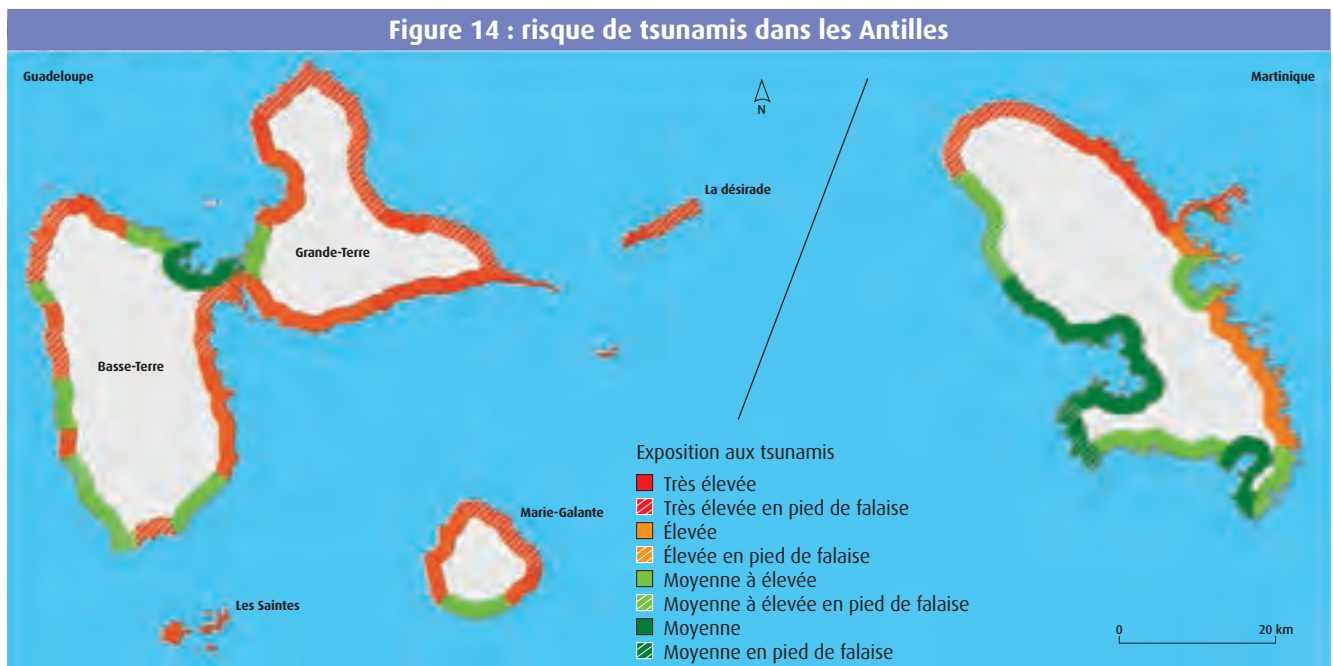 Figure 14 : risque de tsunamis dans les Antilles
Guadeloupe
Martinique
N
La désirade
Grande-Terre
Basse-Terre
Marie-Galante
Les Saintes
Exposition aux tsunamis
Très élevée
Très élevée en pied de falaise
Élevée
Élevée en pied de falaise
Moyenne à élevée
Moyenne à élevée en pied de falaise
Moyenne
Moyenne en pied de falaise
0 20 km